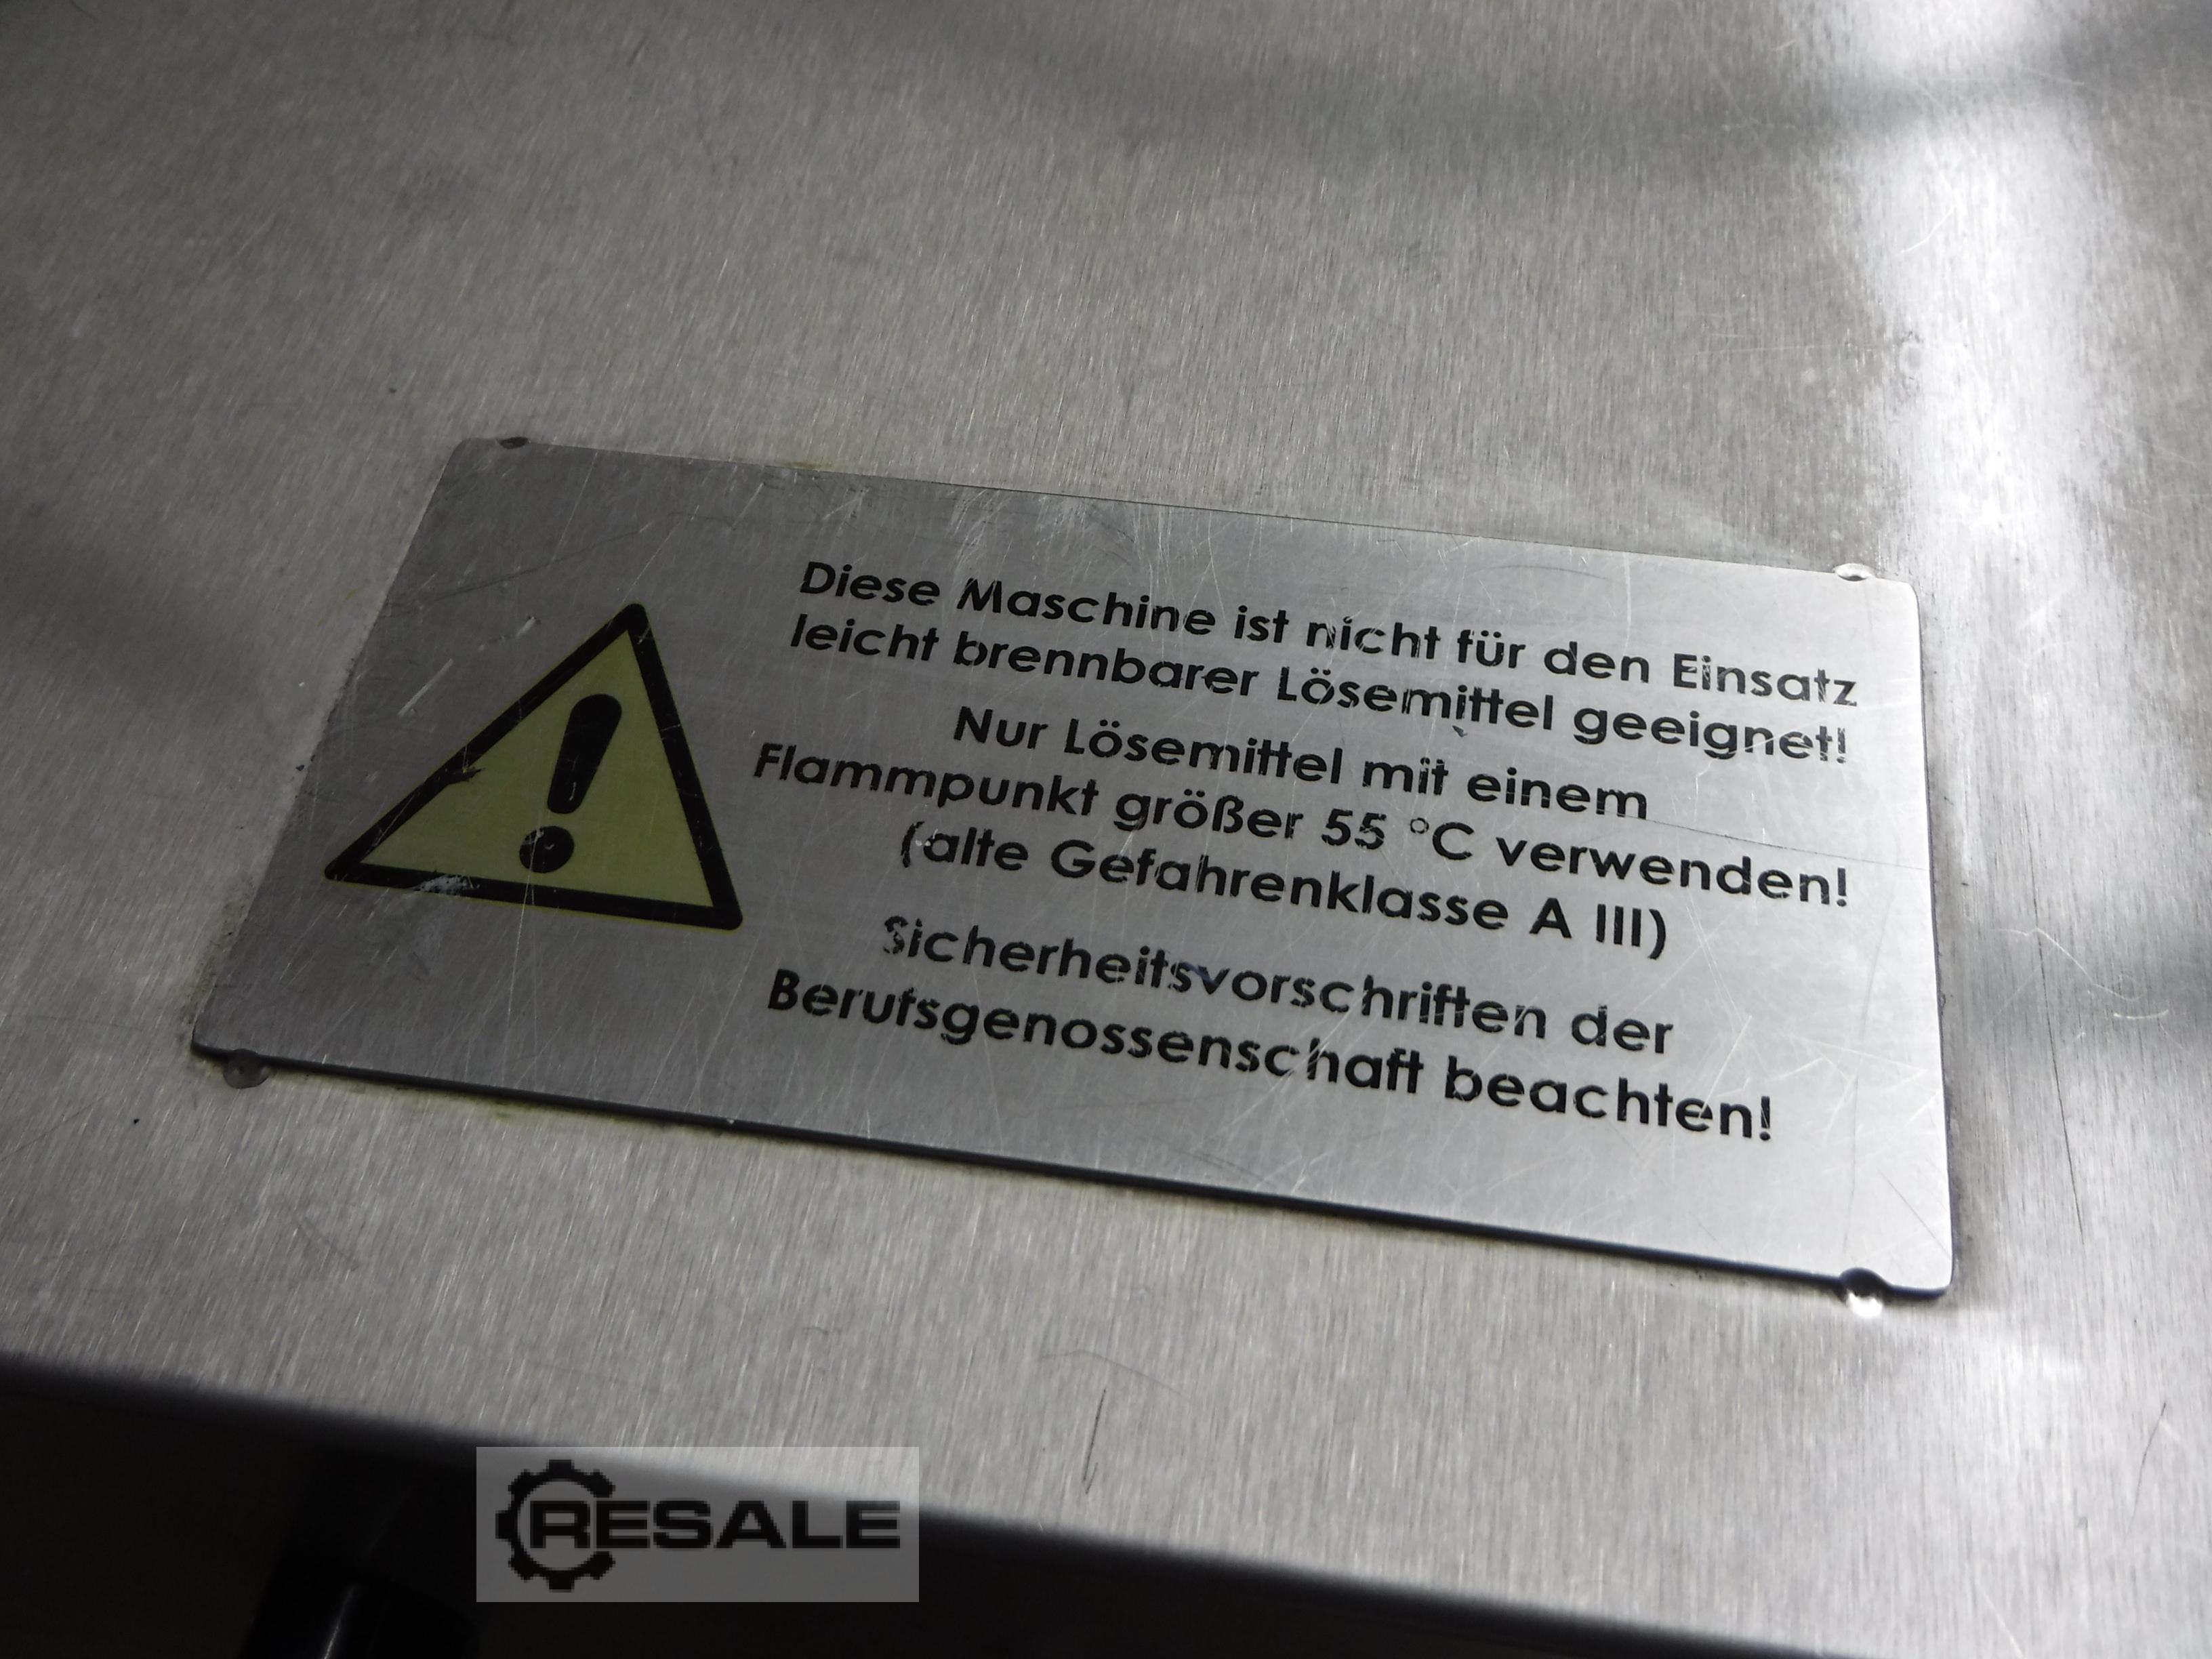 Diese Maschine ist nicht für den Einsatz
leicht brennbarer Lösemittel geeignet!
Nur Lösemittel mit einem
Flammpunkt größer 55 °C verwenden!
(alte Gefahrenklasse A III)
Sicherheitsvorschriften der
Berufsgenossenschaft beachten!
RESALE